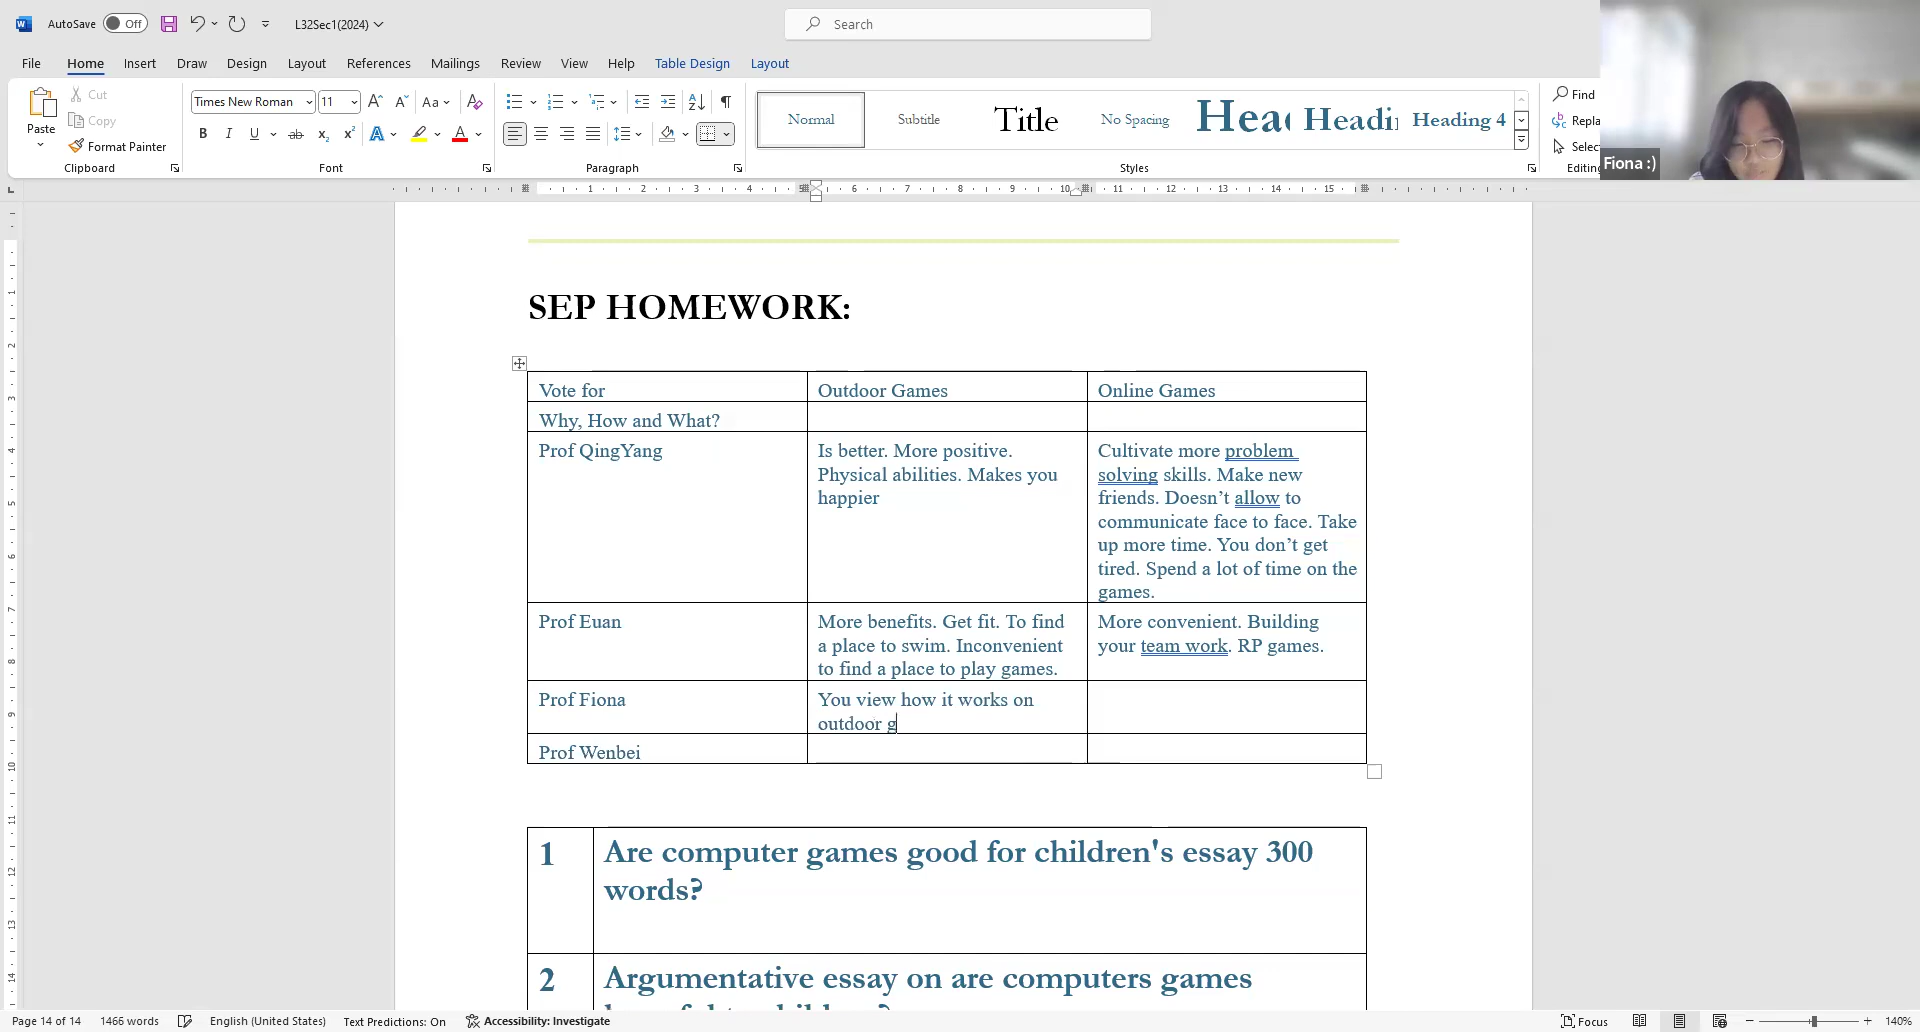 AutoSave Off L32Sec1(2024) Search
File Home Insert Draw Design Layout References Mailings Review View Help Table Design Layout
Paste Cut Copy Format Painter
Times New Roman 11
Normal Subtitle Title No Spacing Headi Heading 4
Find
Repla
Selec
Clipboard Font Paragraph Styles Editing
Fiona :)
SEP HOMEWORK:
Vote for Outdoor Games Online Games
Why, How and What?
Prof QingYang
Is better. More positive.
Physical abilities. Makes you
happier
Cultivate more problem
solving skills. Make new
friends. Doesn’t allow to
communicate face to face. Take
up more time. You don’t get
tired. Spend a lot of time on the
games.
Prof Euan
More benefits. Get fit. To find
a place to swim. Inconvenient
to find a place to play games.
More convenient. Building
your team work. RP games.
Prof Fiona
You view how it works on
outdoor g
Prof Wenbei
1 Are computer games good for children's essay 300
words?
2 Argumentative essay on are computers games
Page 14 of 14 1466 words English (United States) Text Predictions: On Accessibility: Investigate Focus 140%